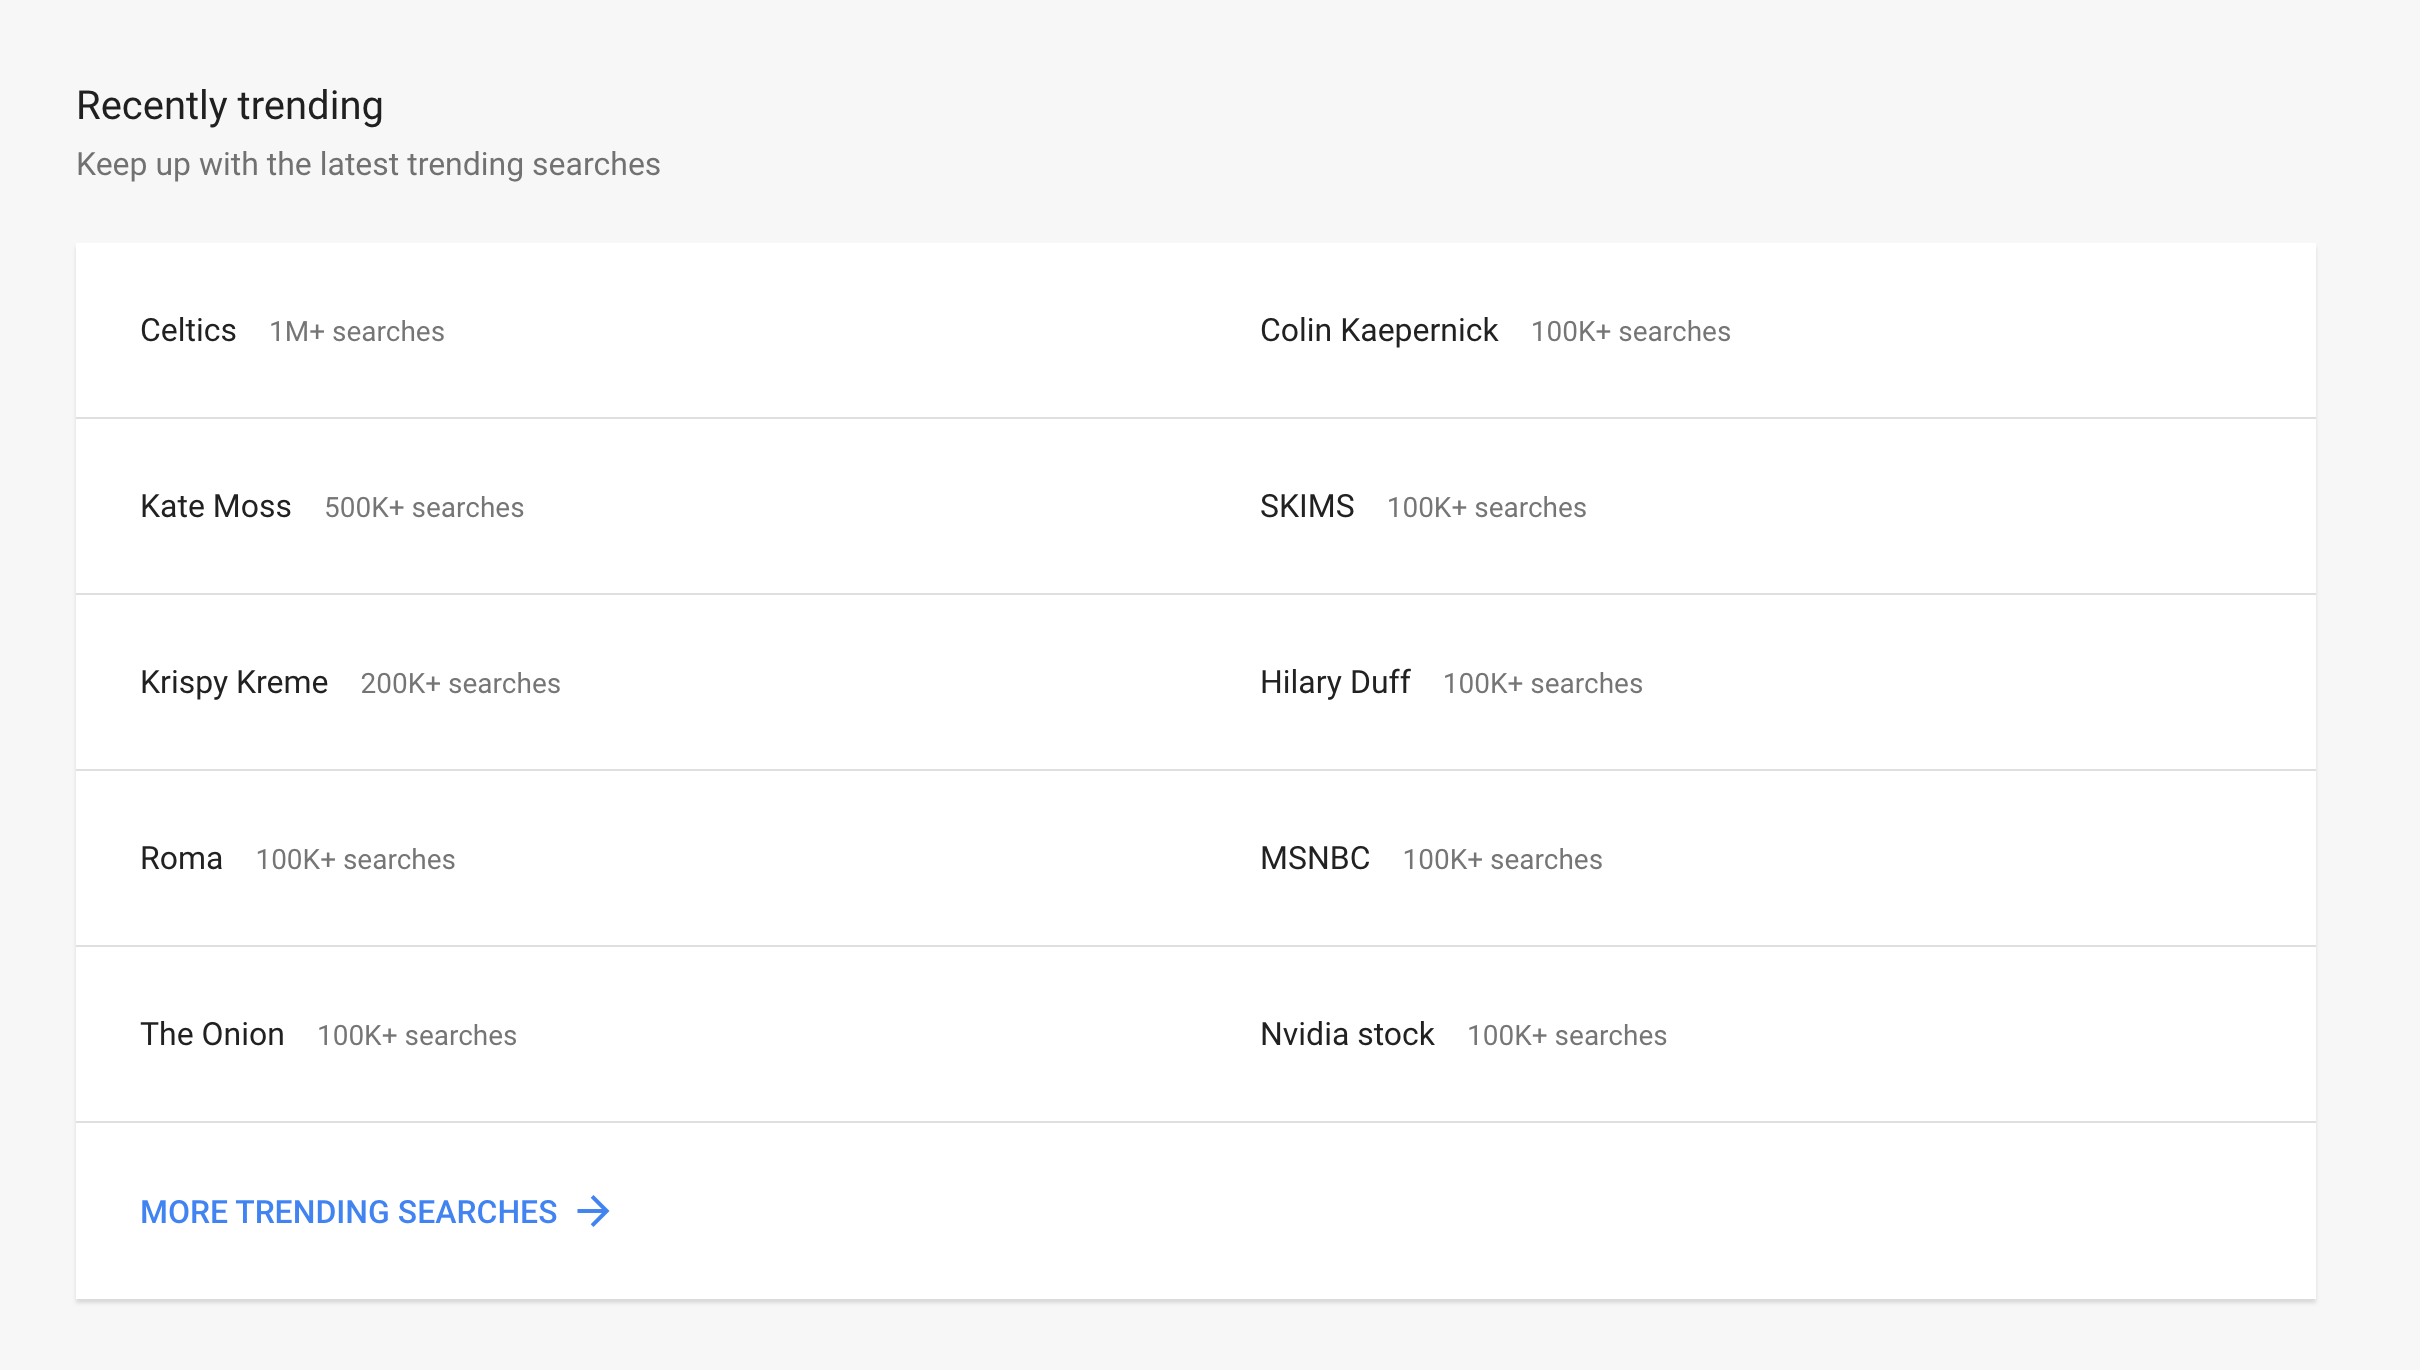 Recently trending
Keep up with the latest trending searches
Celtics 1M+ searches
Colin Kaepernick 100K+ searches
Kate Moss 500K+ searches
SKIMS 100K+ searches
Krispy Kreme 200K+ searches
Hilary Duff 100K+ searches
Roma 100K+ searches
MSNBC 100K+ searches
The Onion 100K+ searches
Nvidia stock 100K+ searches
MORE TRENDING SEARCHES